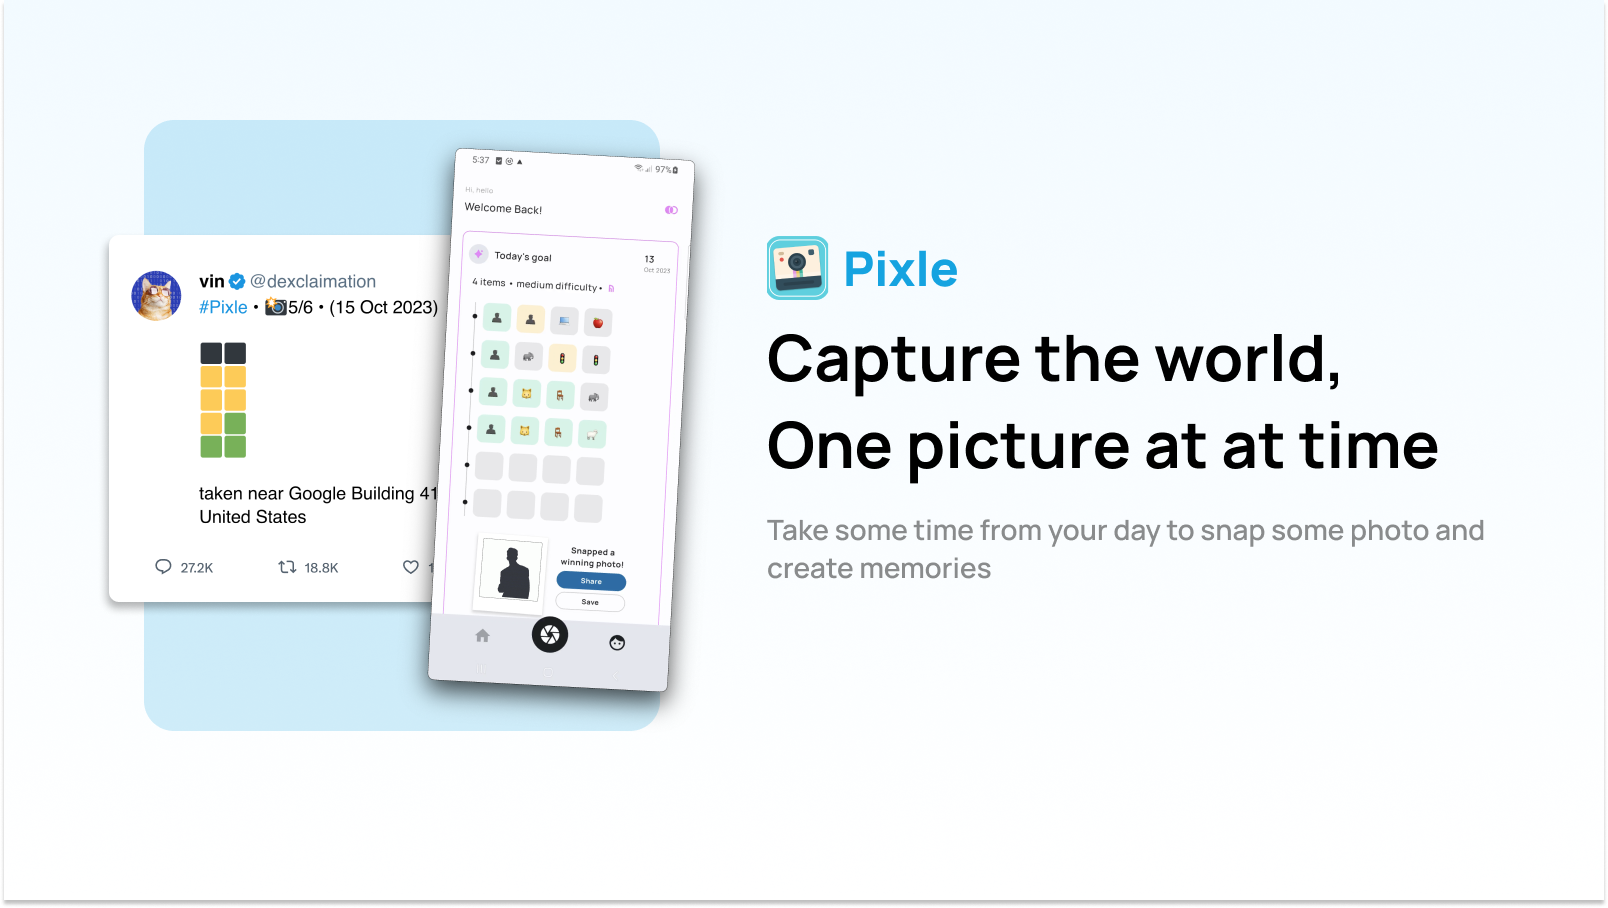 vin @dexclaimation
#Pixle • 📸5/6 • (15 Oct 2023)
taken near Google Building 41
United States
27.2K 18.8K 1
5:37 97%
Hi, hello
Welcome Back!
Today's goal 13
Oct 2023
4 items • medium difficulty •
Snapped a
winning photo!
Share
Save
Pixle
Capture the world,
One picture at at time
Take some time from your day to snap some photo and
create memories